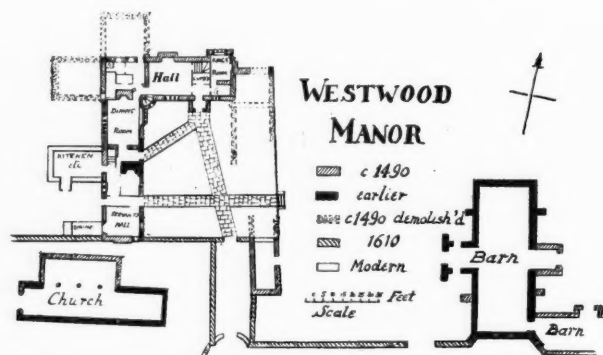 WESTWOOD
MANOR
c 1490
earlier
c1490 demolish'd
1610
Modern
Feet
Scale
Hall
DINING
ROOM
KITCHEN
etc
SERVANTS
HALL
Church
Barn
Barn